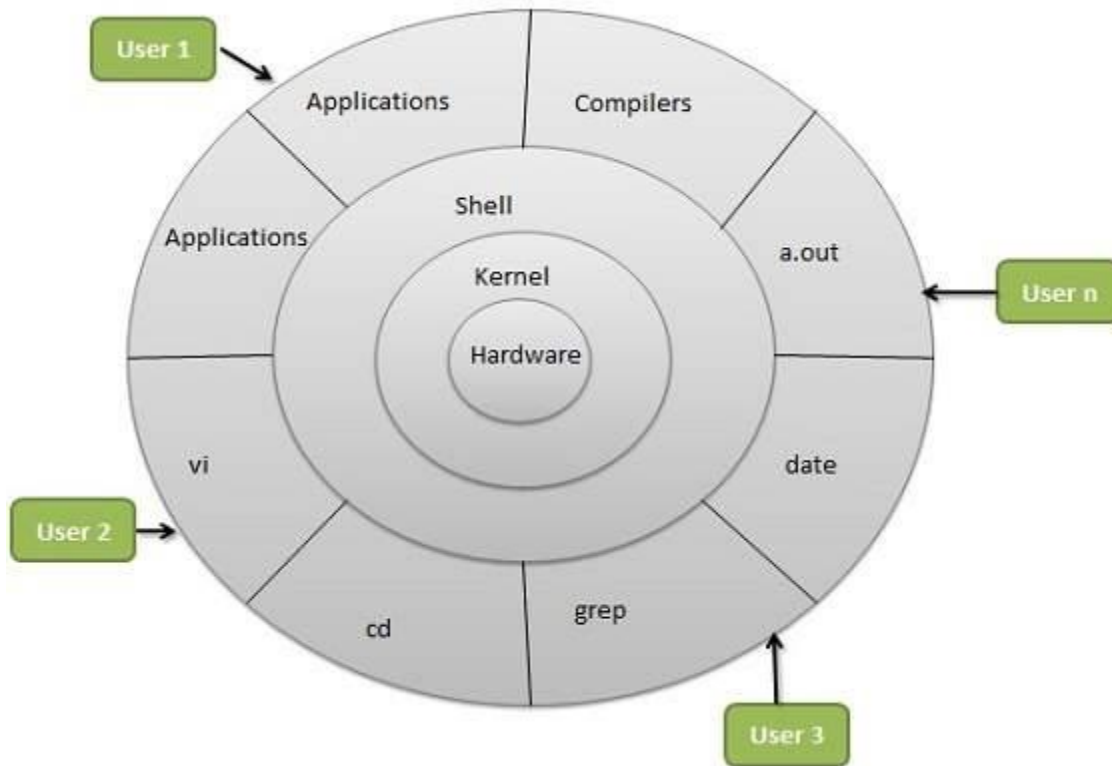 User 1
Applications
Compilers
Shell
Applications
a.out
Kernel
User n
Hardware
vi
date
User 2
cd
grep
User 3